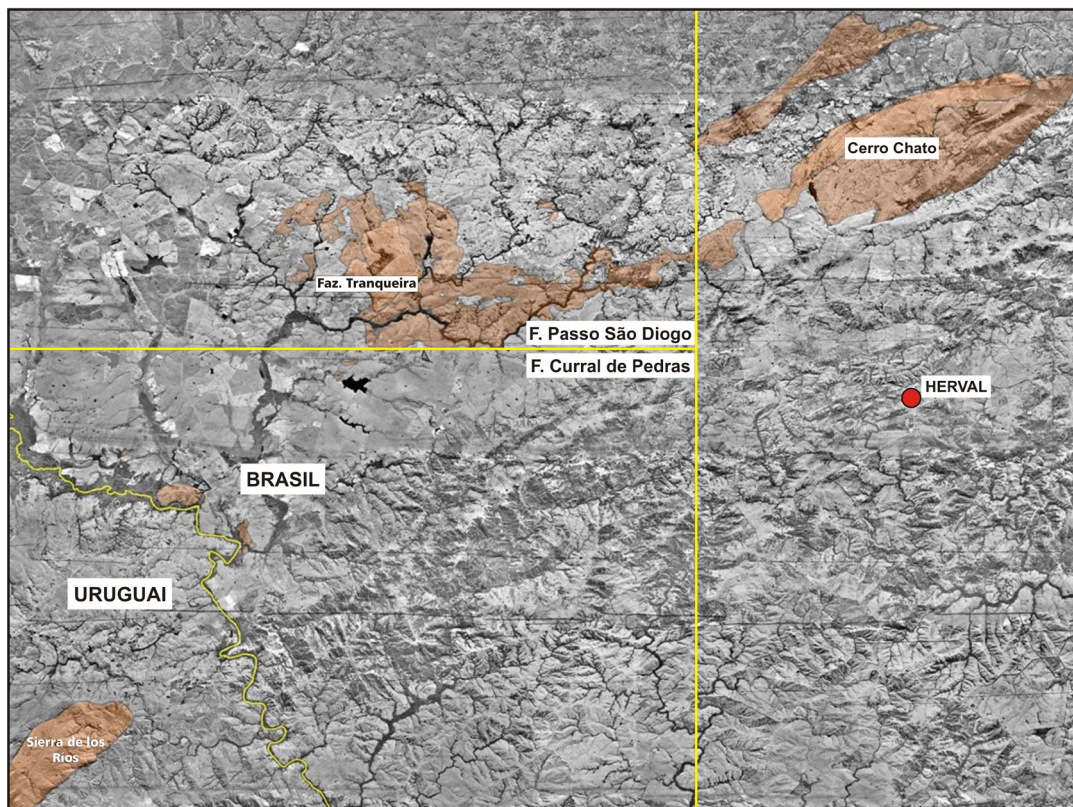 Cerro Chato
Faz. Tranqueira
F. Passo São Diogo
F. Curral de Pedras
HERVAL
BRASIL
URUGUAI
Sierra de los
Ríos